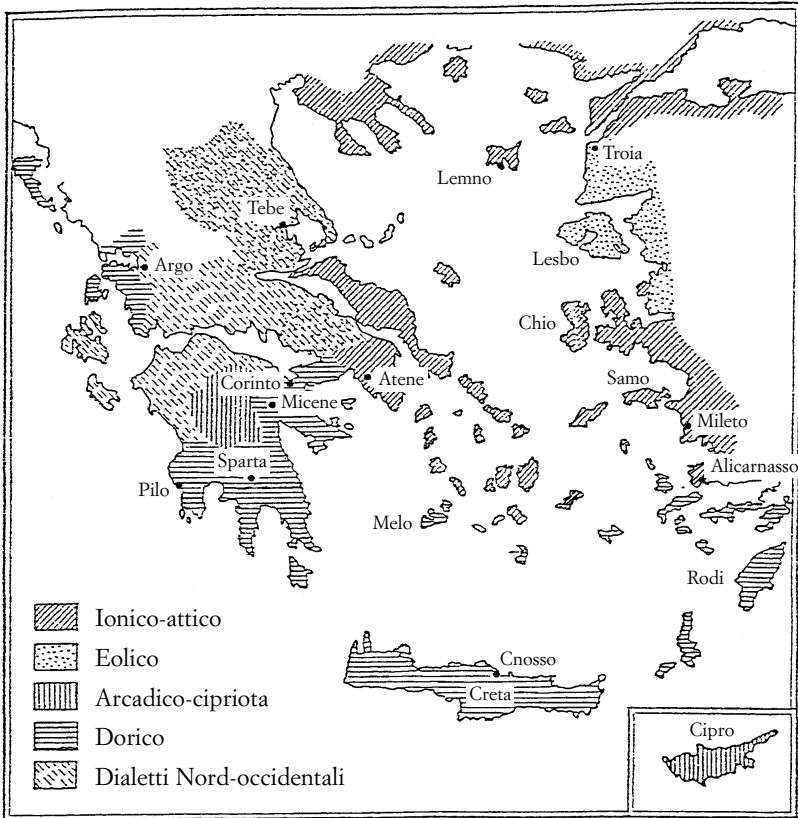 Troia
Lemno
Tebe
Lesbo
Argo
Chio
Corinto
Atene
Samo
Micene
Mileto
Sparta
Alicarnasso
Pilo
Melo
Rodi
Ionico-attico
Eolico
Cnosso
Arcadico-cipriota
Creta
Dorico
Cipro
Dialetti Nord-occidentali